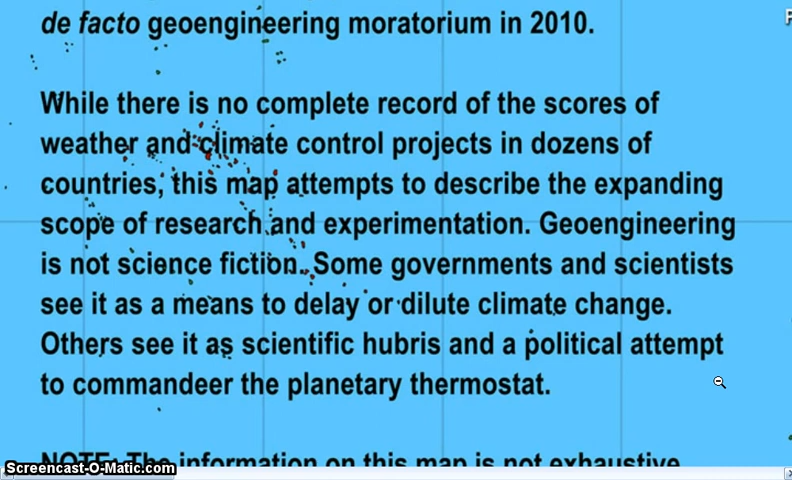 de facto geoengineering moratorium in 2010.
While there is no complete record of the scores of
weather and climate control projects in dozens of
countries, this map attempts to describe the expanding
scope of research and experimentation. Geoengineering
is not science fiction. Some governments and scientists
see it as a means to delay or dilute climate change.
Others see it as scientific hubris and a political attempt
to commandeer the planetary thermostat.
NOTE: The information on this map is not exhaustive
Screencast-O-Matic.com